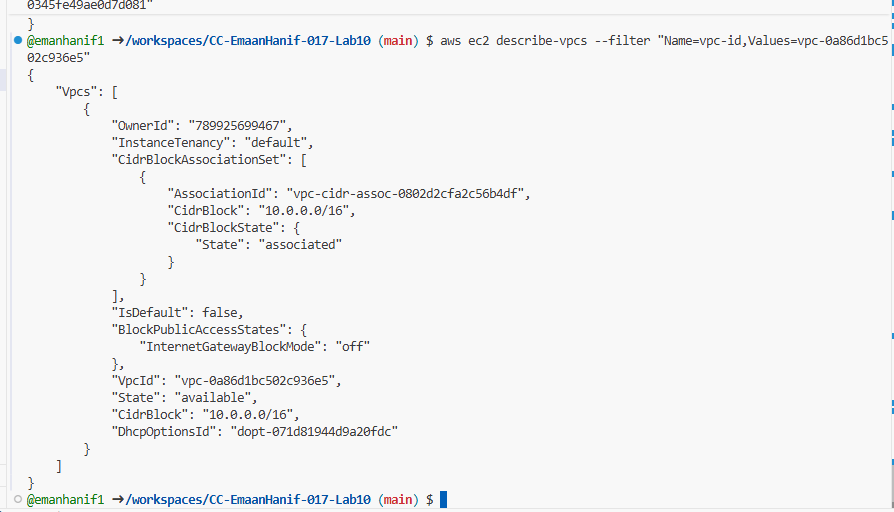 0345fe49ae0d7d081"
}
@emanhanif1 ➜/workspaces/CC-EmaanHanif-017-Lab10 (main) $ aws ec2 describe-vpcs --filter "Name=vpc-id,Values=vpc-0a86d1bc5
02c936e5"
{
    "Vpcs": [
        {
            "OwnerId": "789925699467",
            "InstanceTenancy": "default",
            "CidrBlockAssociationSet": [
                {
                    "AssociationId": "vpc-cidr-assoc-0802d2cfa2c56b4df",
                    "CidrBlock": "10.0.0.0/16",
                    "CidrBlockState": {
                        "State": "associated"
                    }
                }
            ],
            "IsDefault": false,
            "BlockPublicAccessStates": {
                "InternetGatewayBlockMode": "off"
            },
            "VpcId": "vpc-0a86d1bc502c936e5",
            "State": "available",
            "CidrBlock": "10.0.0.0/16",
            "DhcpOptionsId": "dopt-071d81944d9a20fdc"
        }
    ]
}
@emanhanif1 ➜/workspaces/CC-EmaanHanif-017-Lab10 (main) $